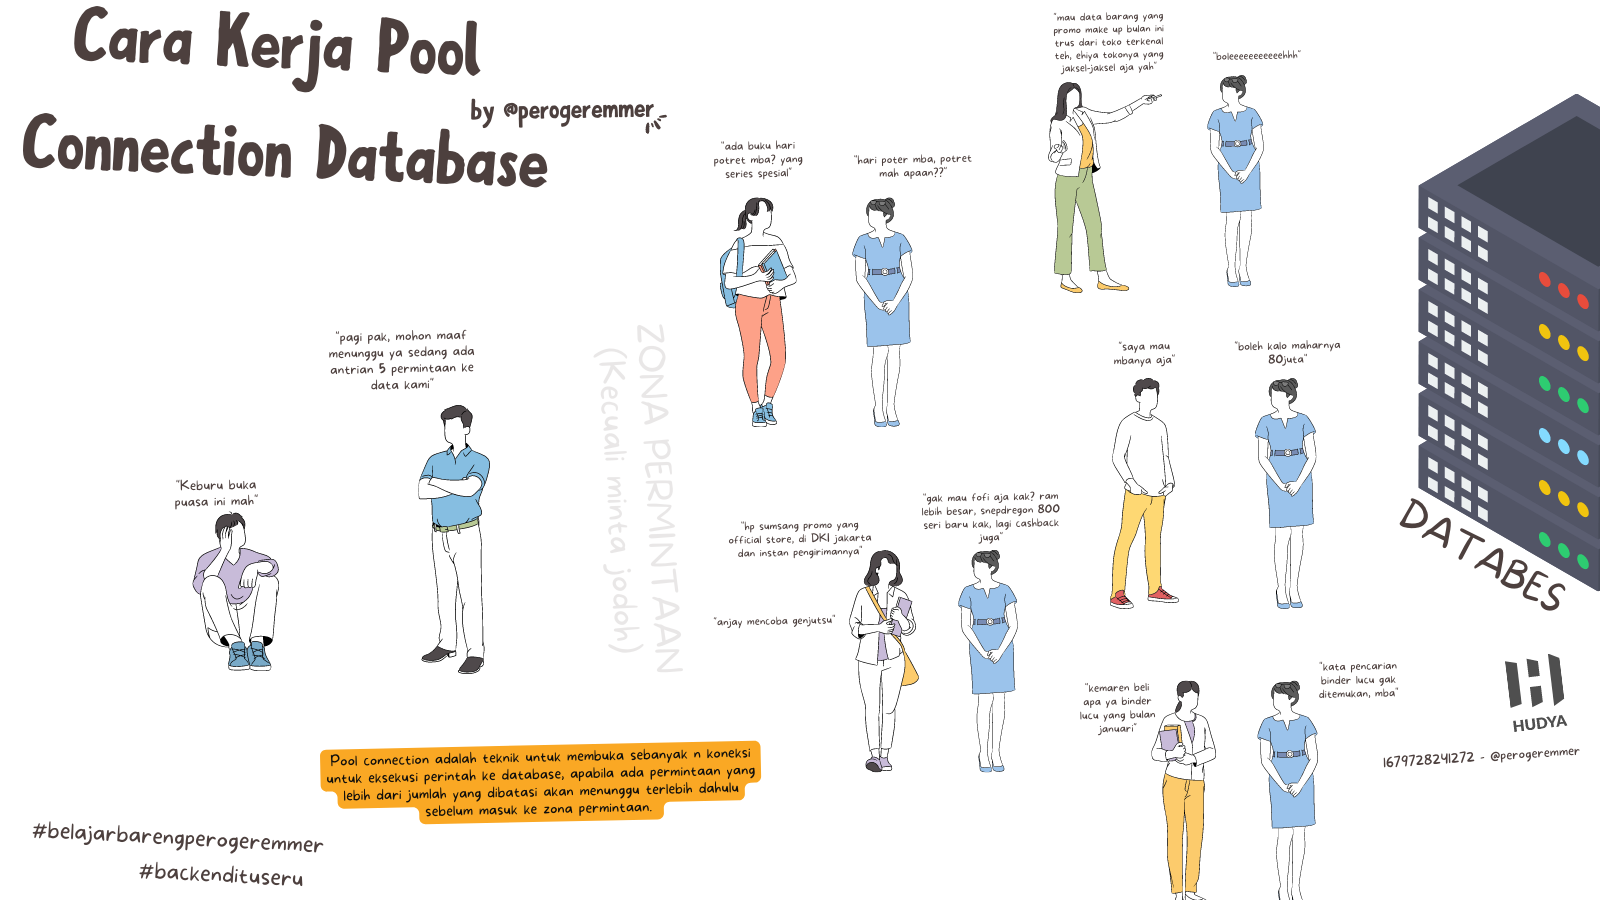 Cara Kerja Pool
Connection Database
by @perogeremmer
"mau data barang yang
promo make up bulan ini
trus dari toko terkenal
teh, ehiya tokonya yang
jaksel-jaksel aja yah"
"boleeeeeeeeeeehhh"
"ada buku hari
potret mba? yang
series spesial"
"hari poter mba, potret
mah apaan??"
"pagi pak, mohon maaf
menunggu ya sedang ada
antrian 5 permintaan ke
data kami"
"Keburu buka
puasa ini mah"
ZONA PERMINTAAN
(Kecuali minta jodoh)
"saya mau
mbanya aja"
"boleh kalo maharnya
80juta"
"hp sumsang promo yang
official store, di DKI jakarta
dan instan pengirimannya"
"gak mau fofi aja kak? ram
lebih besar, snepdregon 800
seri baru kak, lagi cashback
juga"
"anjay mencoba genjutsu"
"kemaren beli
apa ya binder
lucu yang bulan
januari"
"kata pencarian
binder lucu gak
ditemukan, mba"
DATABES
HUDYA
1679728241272 - @perogeremmer
Pool connection adalah teknik untuk membuka sebanyak n koneksi
untuk eksekusi perintah ke database, apabila ada permintaan yang
lebih dari jumlah yang dibatasi akan menunggu terlebih dahulu
sebelum masuk ke zona permintaan.
#belajarbarengperogeremmer
#backendituseru